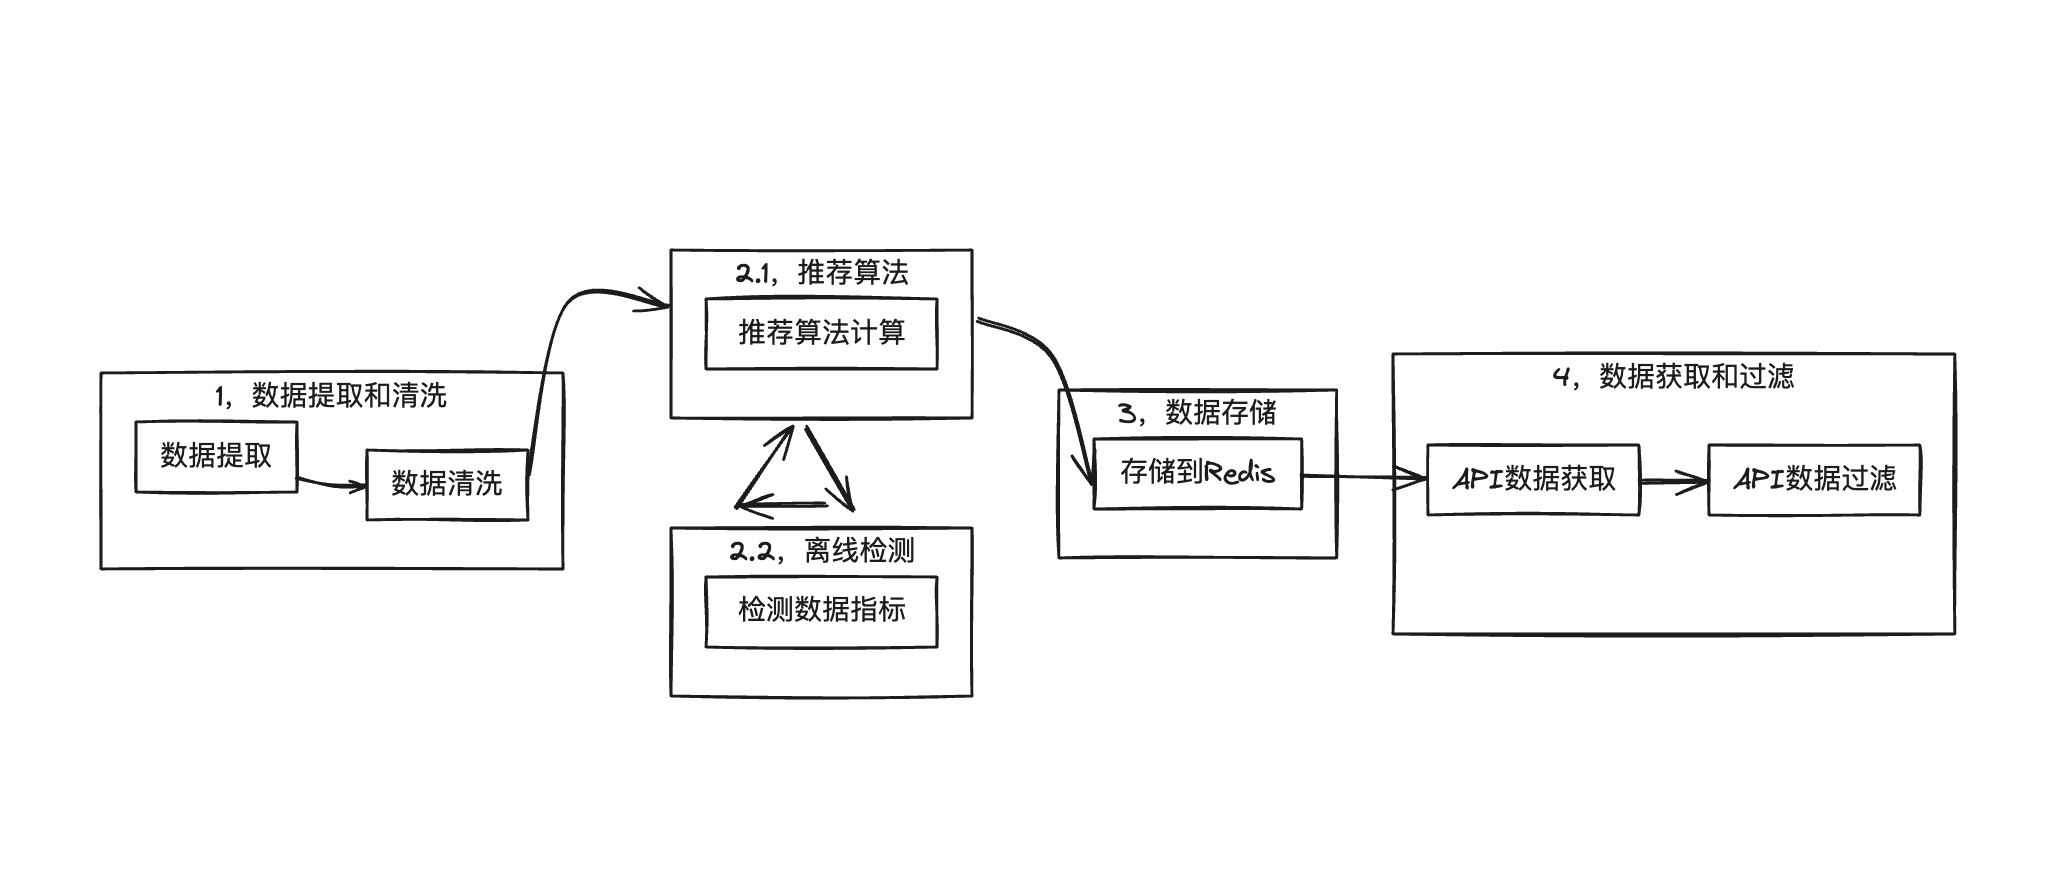 1，数据提取和清洗
数据提取
数据清洗
2.1，推荐算法
推荐算法计算
2.2，离线检测
检测数据指标
3，数据存储
存储到Redis
4，数据获取和过滤
API数据获取
API数据过滤